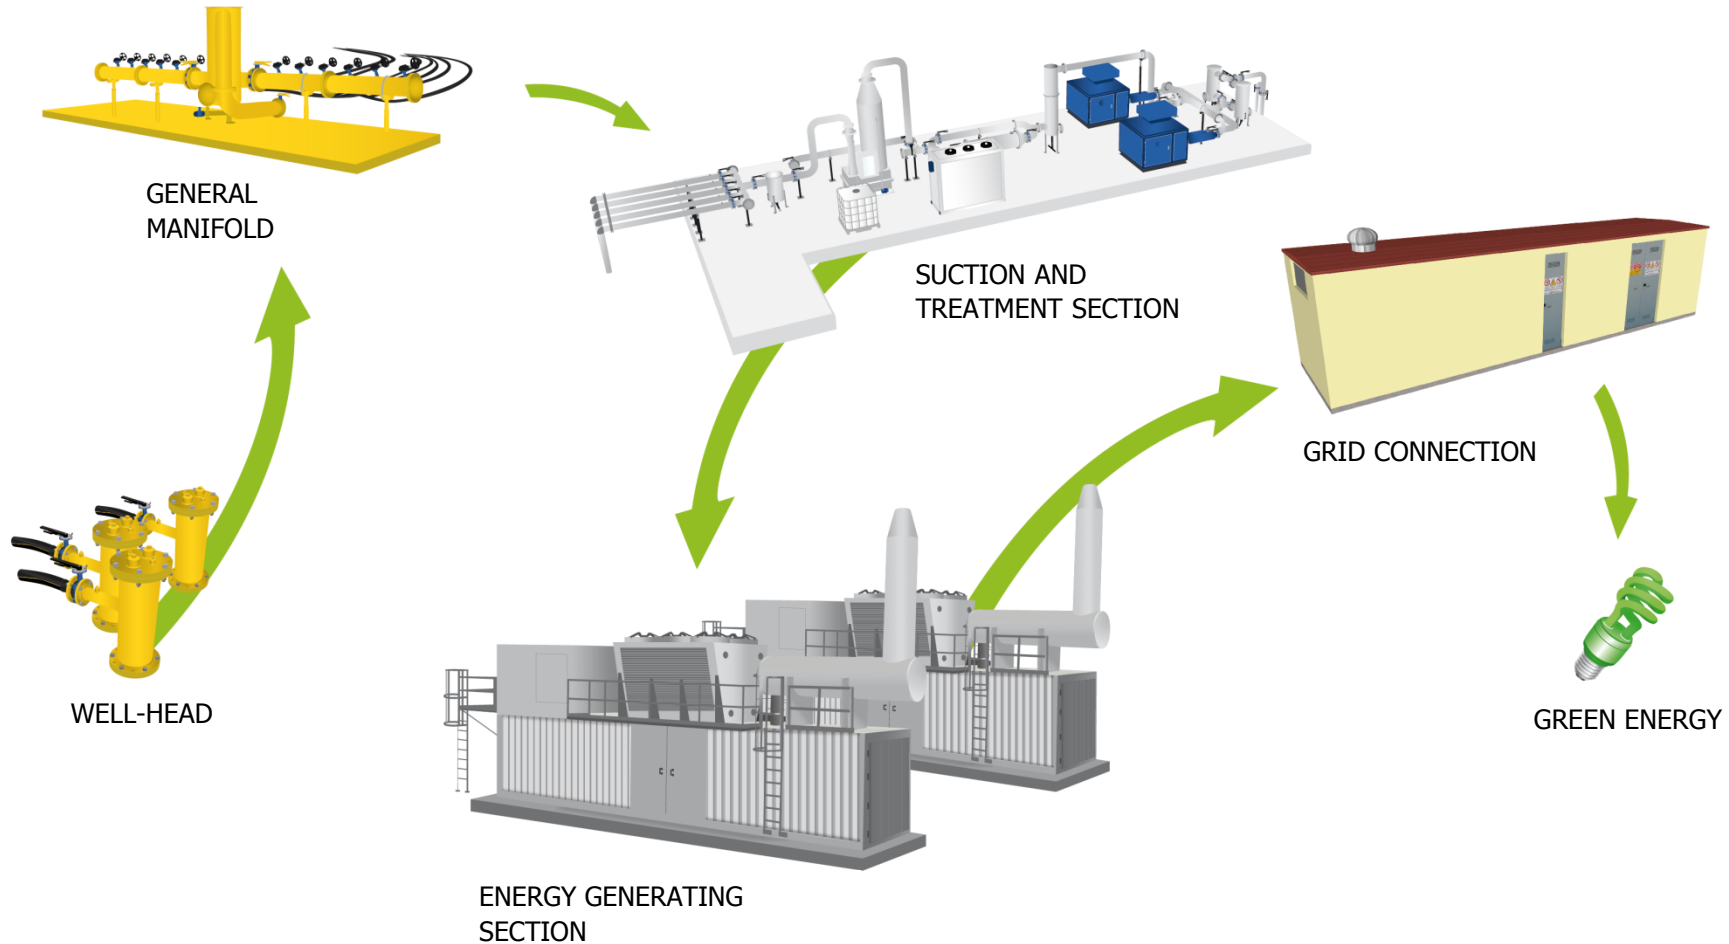 GENERAL
MANIFOLD
SUCTION AND
TREATMENT SECTION
GRID CONNECTION
WELL-HEAD
GREEN ENERGY
ENERGY GENERATING
SECTION